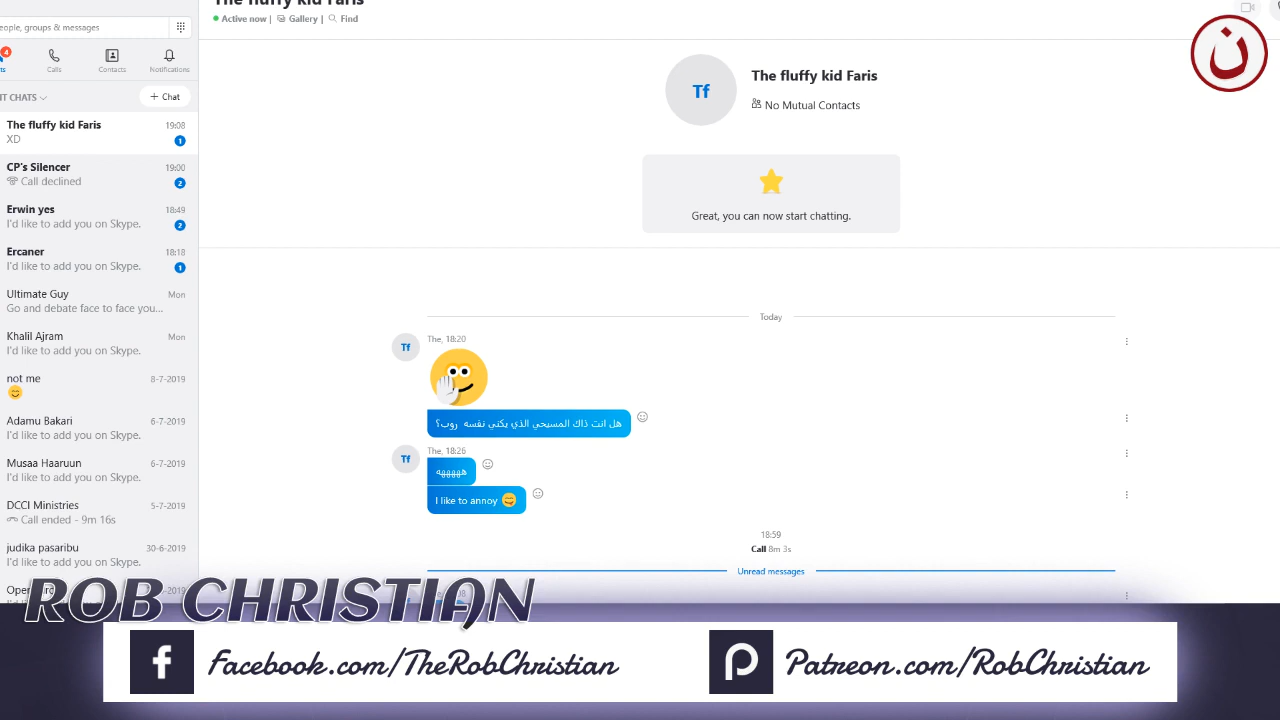 The fluffy kid Faris
Active now | Gallery | Find
people, groups & messages
4
Calls
Contacts
Notifications
+ Chat
The fluffy kid Faris 19:08
XD 1
CP's Silencer 19:00
Call declined 2
Erwin yes 18:49
I'd like to add you on Skype. 2
Ercaner 18:18
I'd like to add you on Skype. 1
Ultimate Guy Mon
Go and debate face to face you...
Khalil Ajram Mon
I'd like to add you on Skype.
not me 8-7-2019
Adamu Bakari 6-7-2019
I'd like to add you on Skype.
Musaa Haaruun 6-7-2019
I'd like to add you on Skype.
DCCI Ministries 5-7-2019
Call ended - 9m 16s
judika pasaribu 30-6-2019
I'd like to add you on Skype.
Tf
The fluffy kid Faris
No Mutual Contacts
Great, you can now start chatting.
Today
Tf
The, 18:20
هل انت ذاك المسيحي الذي يكني نفسه روب؟
Tf
The, 18:26
هههههه
I like to annoy
18:59
Call 8m 3s
Unread messages
ن
ROB CHRISTIAN
Facebook.com/TheRobChristian
Patreon.com/RobChristian